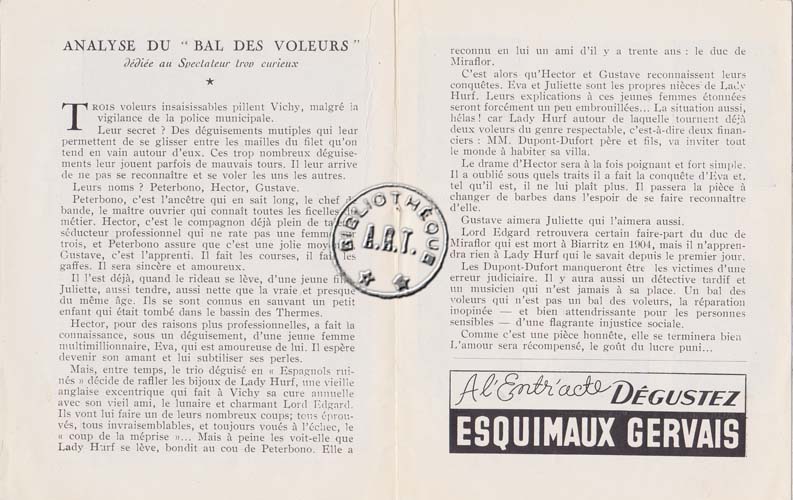 ANALYSE DU " BAL DES VOLEURS "
dédiée au Spectateur trop curieux
★
TROIS voleurs insaisissables pillent Vichy, malgré la
vigilance de la police municipale.
Leur secret ? Des déguisements mutiples qui leur
permettent de se glisser entre les mailles du filet qu'on
tend en vain autour d'eux. Ces trop nombreux déguise-
ments leur jouent parfois de mauvais tours. Il leur arrive
de ne pas se reconnaître et se voler les uns les autres.
Leurs noms ? Peterbono, Hector, Gustave.
Peterbono, c'est l'ancêtre qui en sait long, le chef de
bande, le maître ouvrier qui connaît toutes les ficelles
métier. Hector, c'est le compagnon déjà plein de
séducteur professionnel qui ne rate pas une femme
trois, et Peterbono assure que c'est une jolie
Gustave, c'est l'apprenti. Il fait les courses, il fait les
gaffes. Il sera sincère et amoureux.
Il l'est déjà, quand le rideau se lève, d'une jeune
Juliette, aussi tendre, aussi nette que la vraie et presque
du même âge. Ils se sont connus en sauvant un petit
enfant qui était tombé dans le bassin des Thermes.
Hector, pour des raisons plus professionnelles, a fait la
connaissance, sous un déguisement, d'une jeune femme
multimillionnaire, Eva, qui est amoureuse de lui. Il espère
devenir son amant et lui subtiliser ses perles.
Mais, entre temps, le trio déguisé en « Espagnols rui-
nés » décide de rafler les bijoux de Lady Hurf, une vieille
anglaise excentrique qui fait à Vichy sa cure annuelle
avec son vieil ami, le lunaire et charmant Lord Edgard.
Ils vont lui faire un de leurs nombreux coups; tous éprou-
vés, tous invraisemblables, et toujours voués à l'échec, le
« coup de la méprise »... Mais à peine les voit-elle que
Lady Hurf se lève, bondit au cou de Peterbono. Elle a
reconnu en lui un ami d'il y a trente ans : le duc de
Miraflor.
C'est alors qu'Hector et Gustave reconnaissent leurs
conquêtes. Eva et Juliette sont les propres nièces de Lady
Hurf. Leurs explications à ces jeunes femmes étonnées
seront forcément un peu embrouillées... La situation aussi,
hélas ! car Lady Hurf autour de laquelle tournent déjà
deux voleurs du genre respectable, c'est-à-dire deux finan-
ciers : MM. Dupont-Dufort père et fils, va inviter tout
le monde à habiter sa villa.
Le drame d'Hector sera à la fois poignant et fort simple.
Il a oublié sous quels traits il a fait la conquête d'Eva et,
tel qu'il est, il ne lui plaît plus. Il passera la pièce à
changer de barbes dans l'espoir de se faire reconnaître
d'elle.
Gustave aimera Juliette qui l'aimera aussi.
Lord Edgard retrouvera certain faire-part du duc de
Miraflor qui est mort à Biarritz en 1904, mais il n'appren-
dra rien à Lady Hurf qui le savait depuis le premier jour.
Les Dupont-Dufort manqueront être les victimes d'une
erreur judiciaire. Il y aura aussi un détective tardif et
un musicien qui n'est jamais à sa place. Un bal des
voleurs qui n'est pas un bal des voleurs, la réparation
inopinée — et bien attendrissante pour les personnes
sensibles — d'une flagrante injustice sociale.
Comme c'est une pièce honnête, elle se terminera bien
L'amour sera récompensé, le goût du lucre puni...
BIBLIOTHÈQUE
A.R.T.
A l'Entr'acte DÉGUSTEZ
ESQUIMAUX GERVAIS